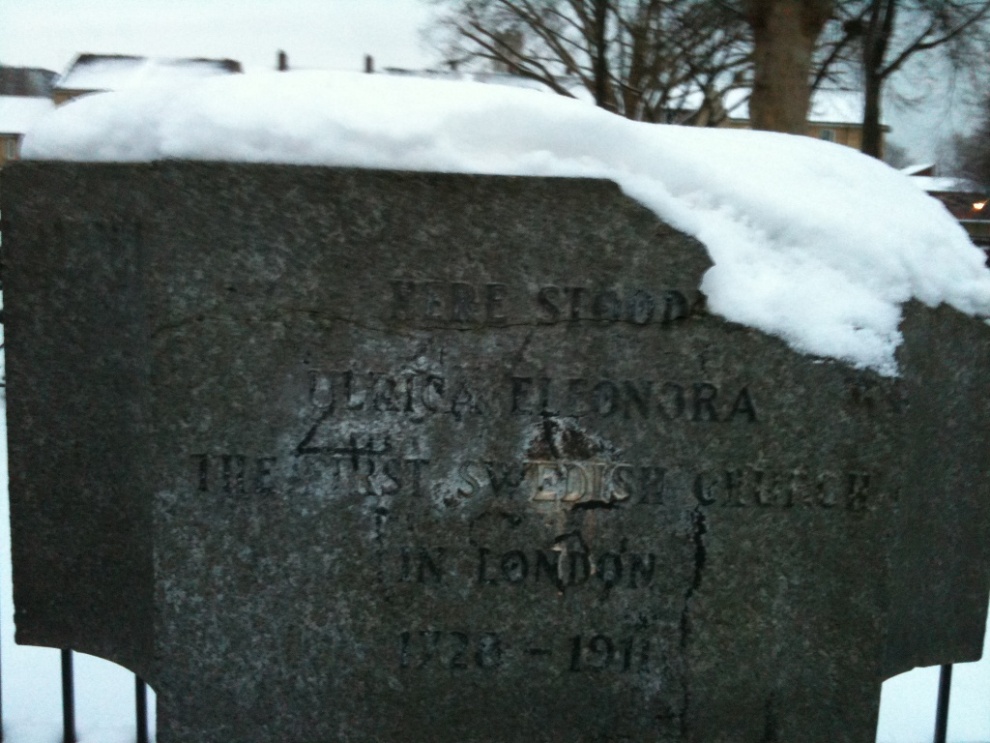 HERE STOOD
ULRICA ELEONORA
THE FIRST SWEDISH CHURCH
IN LONDON
1728 – 1911